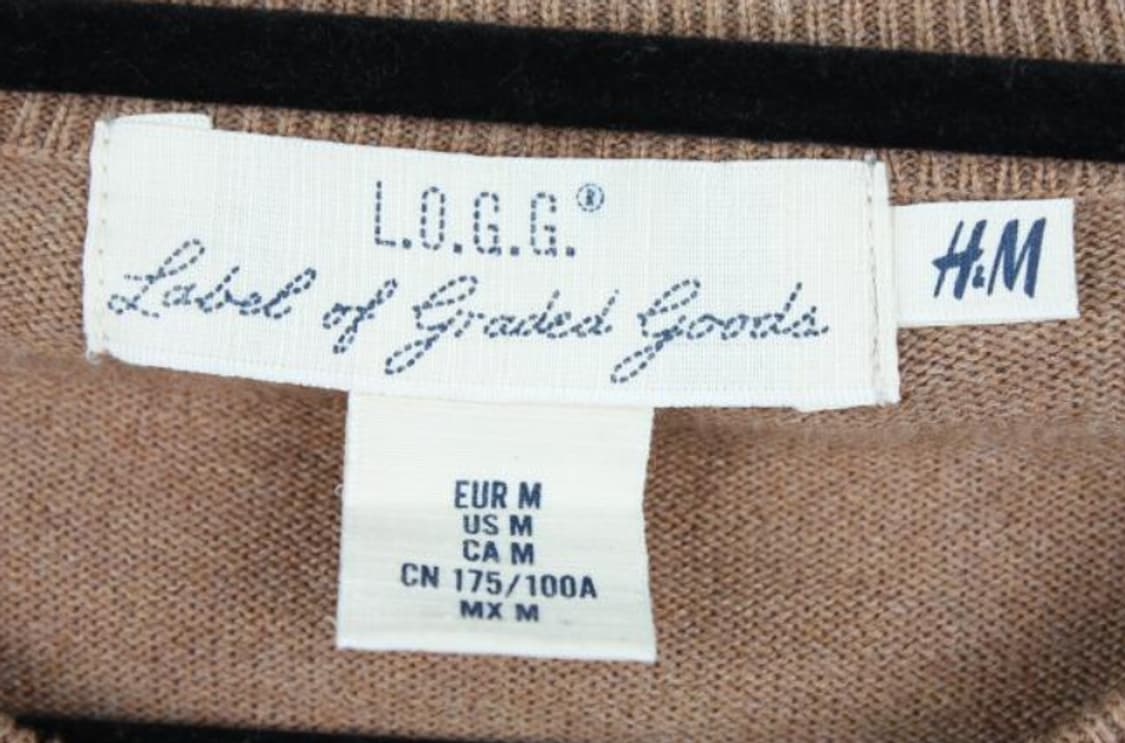 L.O.G.G.®
Label of Graded Goods
H&M
EUR M
US M
CA M
CN 175/100A
MX M